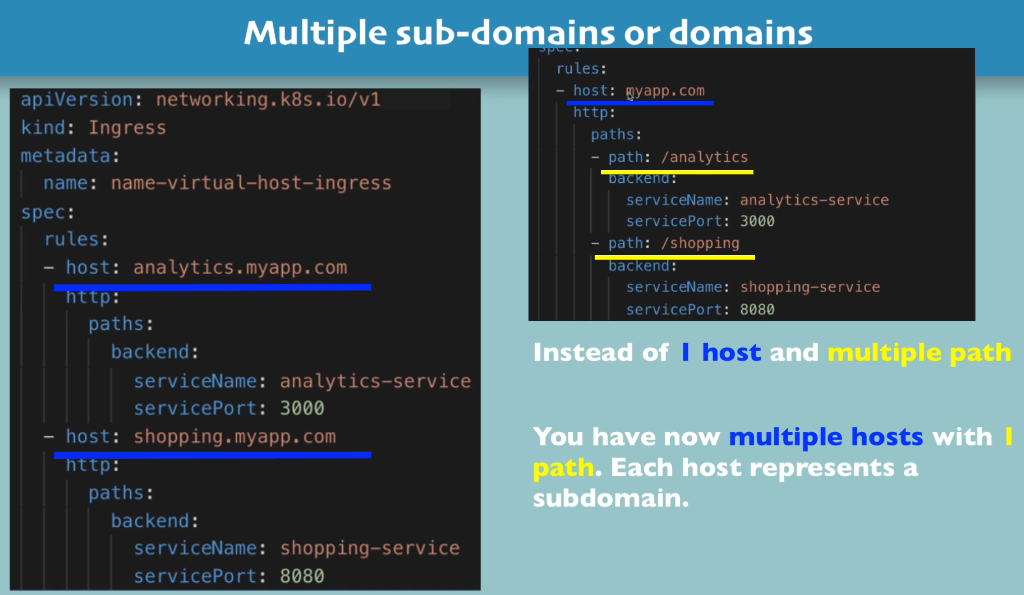 Multiple sub-domains or domains
apiVersion: networking.k8s.io/v1
kind: Ingress
metadata:
name: name-virtual-host-ingress
spec:
rules:
- host: analytics.myapp.com
http:
paths:
backend:
serviceName: analytics-service
servicePort: 3000
- host: shopping.myapp.com
http:
paths:
backend:
serviceName: shopping-service
servicePort: 8080
spec:
rules:
- host: myapp.com
http:
paths:
- path: /analytics
backend:
serviceName: analytics-service
servicePort: 3000
- path: /shopping
backend:
serviceName: shopping-service
servicePort: 8080
Instead of 1 host and multiple path
You have now multiple hosts with 1
path. Each host represents a
subdomain.